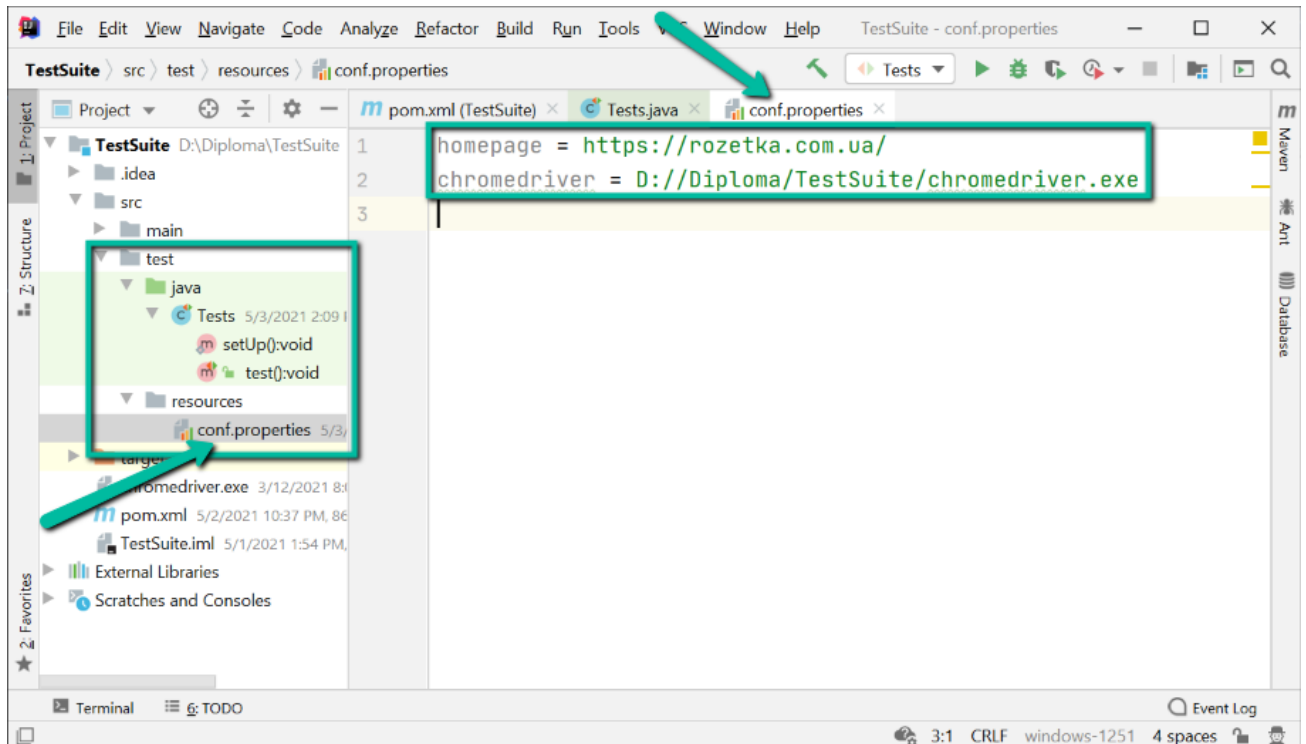 File Edit View Navigate Code Analyze Refactor Build Run Tools Window Help TestSuite - conf.properties
TestSuite src test resources conf.properties Tests
1: Project
Project
pom.xml (TestSuite) Tests.java conf.properties
m Maven
TestSuite D:\Diploma\TestSuite
.idea
src
main
test
java
Tests 5/3/2021 2:09
setUp():void
test():void
resources
conf.properties 5/3/
chromedriver.exe 3/12/2021 8:
pom.xml 5/2/2021 10:37 PM, 86
TestSuite.iml 5/1/2021 1:54 PM,
External Libraries
Scratches and Consoles
1 homepage = https://rozetka.com.ua/
2 chromedriver = D://Diploma/TestSuite/chromedriver.exe
3
Ant
Database
7: Structure
2: Favorites
Terminal 6: TODO Event Log
3:1 CRLF windows-1251 4 spaces